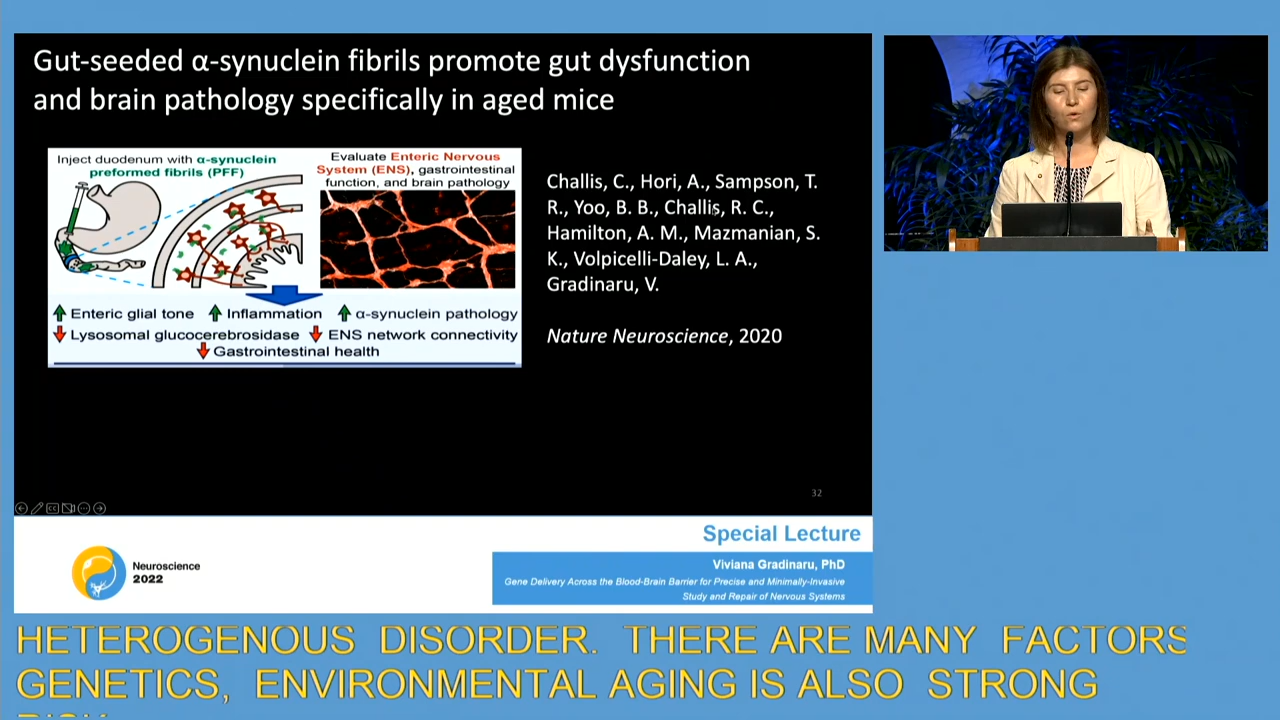 Gut-seeded α-synuclein fibrils promote gut dysfunction
and brain pathology specifically in aged mice
Inject duodenum with α-synuclein
preformed fibrils (PFF)
Evaluate Enteric Nervous
System (ENS), gastrointestinal
function, and brain pathology
Enteric glial tone
Inflammation
α-synuclein pathology
Lysosomal glucocerebrosidase
ENS network connectivity
Gastrointestinal health
Challis, C., Hori, A., Sampson, T.
R., Yoo, B. B., Challis, R. C.,
Hamilton, A. M., Mazmanian, S.
K., Volpicelli-Daley, L. A.,
Gradinaru, V.
Nature Neuroscience, 2020
32
Special Lecture
Neuroscience
2022
Viviana Gradinaru, PhD
Gene Delivery Across the Blood-Brain Barrier for Precise and Minimally-Invasive
Study and Repair of Nervous Systems
HETEROGENOUS DISORDER. THERE ARE MANY FACTORS
GENETICS, ENVIRONMENTAL AGING IS ALSO STRONG